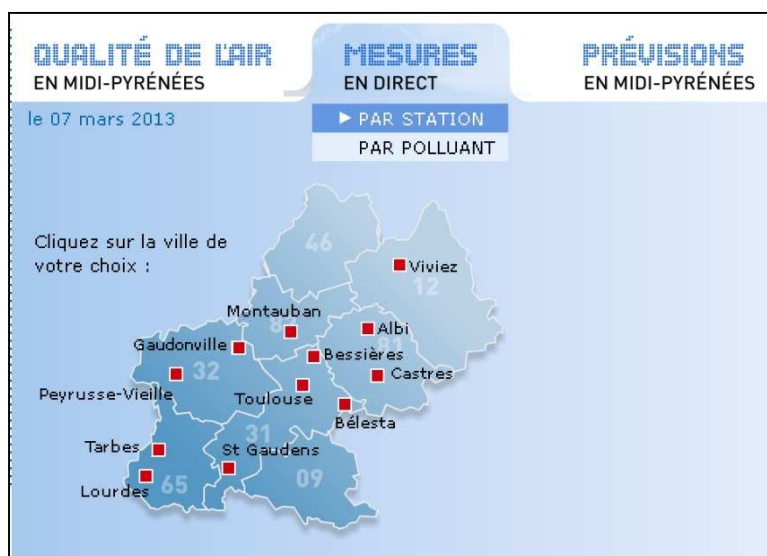 QUALITÉ DE L'AIR
EN MIDI-PYRÉNÉES
MESURES
EN DIRECT
PRÉVISIONS
EN MIDI-PYRÉNÉES
le 07 mars 2013
PAR STATION
PAR POLLUANT
Cliquez sur la ville de
votre choix :
46
Viviez
12
Montauban
82
Albi
81
Gaudonville
Bessières
32
Castres
Peyrusse-Vieille
Toulouse
Bélesta
31
Tarbes
St Gaudens
09
Lourdes
65